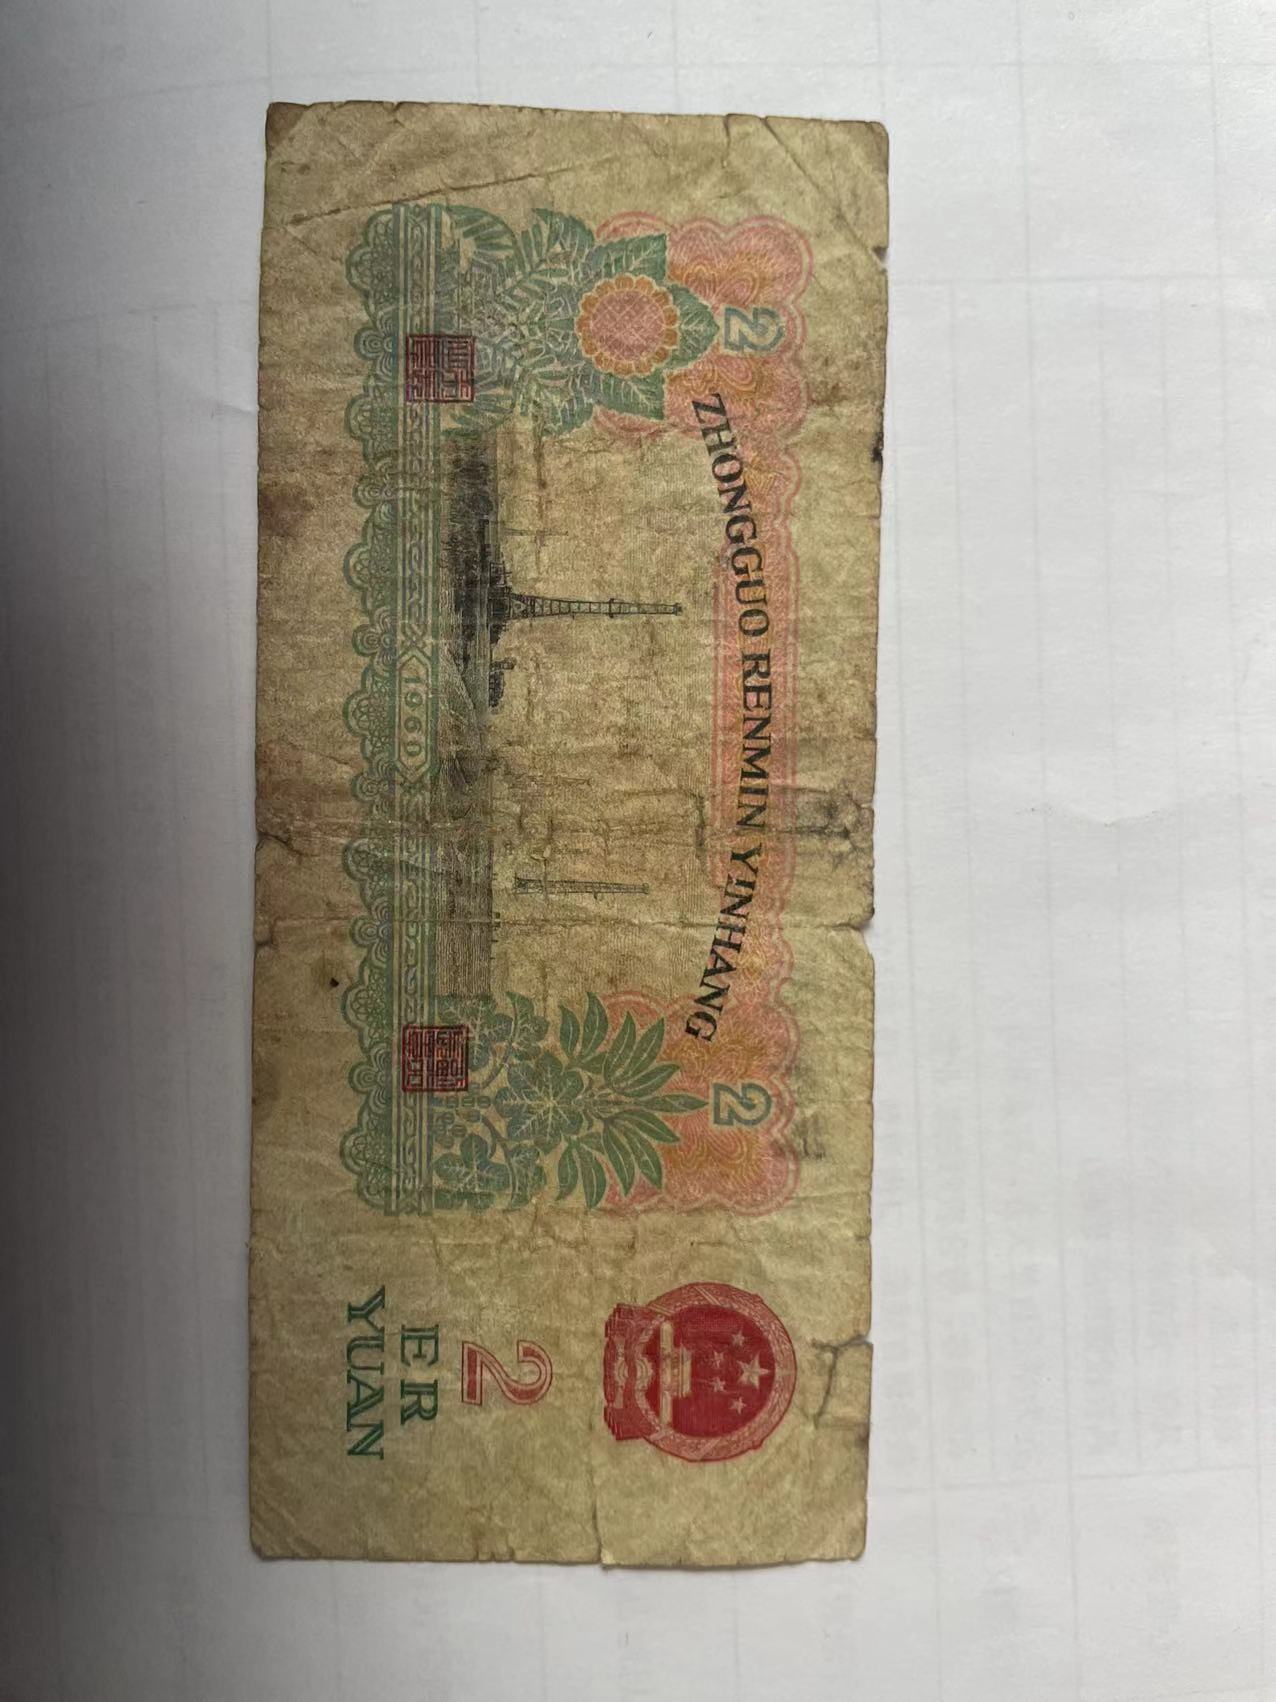 ZHONGGUO RENMIN YINHANG
2
2
1960
2
ER
YUAN